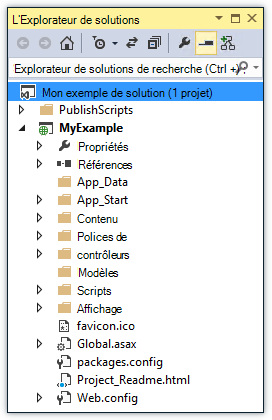 L'Explorateur de solutions
Explorateur de solutions de recherche (Ctrl +)
Mon exemple de solution (1 projet)
PublishScripts
MyExample
Propriétés
Références
App_Data
App_Start
Contenu
Polices de
contrôleurs
Modèles
Scripts
Affichage
favicon.ico
Global.asax
packages.config
Project_Readme.html
Web.config